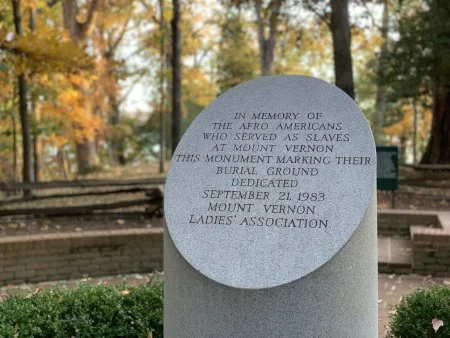 IN MEMORY OF
THE AFRO AMERICANS
WHO SERVED AS SLAVES
AT MOUNT VERNON
THIS MONUMENT MARKING THEIR
BURIAL GROUND
DEDICATED
SEPTEMBER 21, 1983
MOUNT VERNON
LADIES' ASSOCIATION